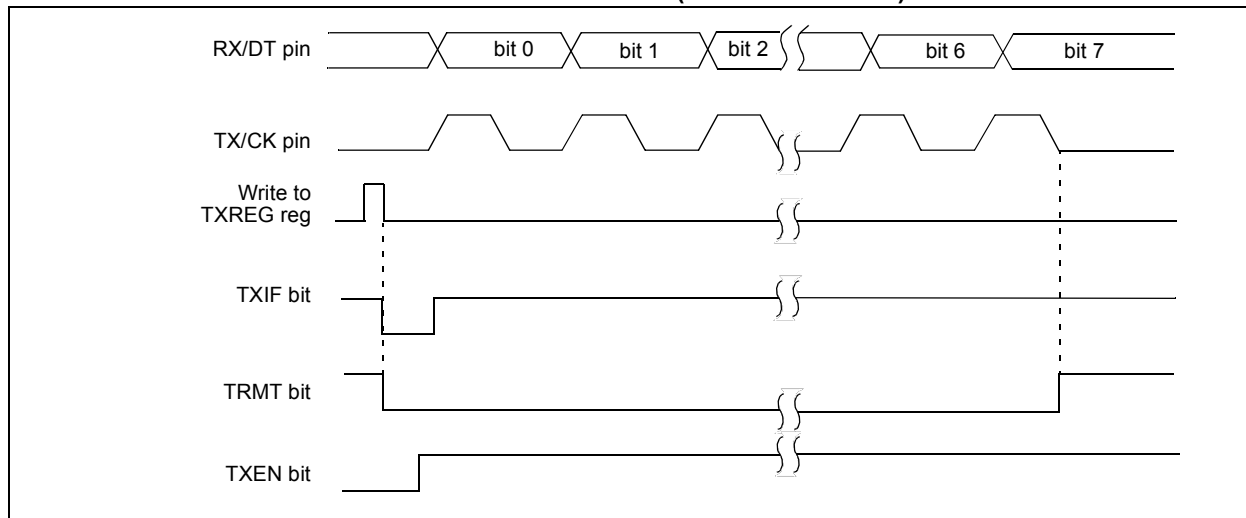 RX/DT pin
bit 0
bit 1
bit 2
bit 6
bit 7
TX/CK pin
Write to
TXREG reg
TXIF bit
TRMT bit
TXEN bit